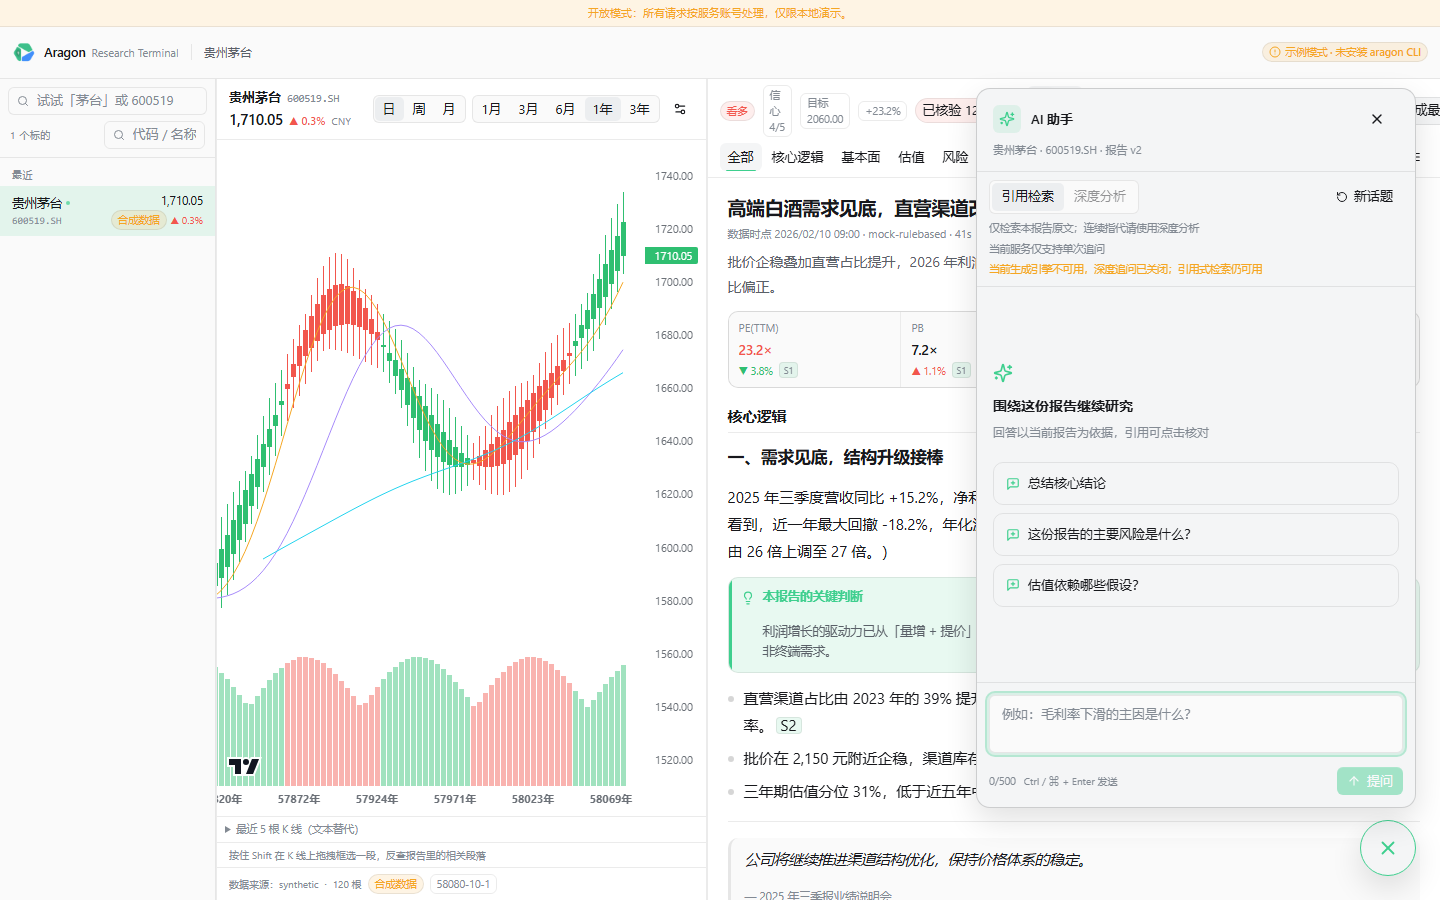 开放模式：所有请求按服务账号处理，仅限本地演示。
Aragon Research Terminal 贵州茅台
示例模式 · 未安装 aragon CLI
试试「茅台」或 600519
1 个标的
代码 / 名称
最近
贵州茅台 1,710.05
600519.SH 合成数据 ▲ 0.3%
贵州茅台 600519.SH
1,710.05 ▲ 0.3% CNY
日 周 月 1月 3月 6月 1年 3年
1740.00
1720.00
1710.05
1700.00
1680.00
1660.00
1640.00
1620.00
1600.00
1580.00
1560.00
1540.00
1520.00
320年 57872年 57924年 57971年 58023年 58069年
▶ 最近 5 根 K 线（文本替代）
按住 Shift 在 K 线上拖拽框选一段，反查报告里的相关段落
数据来源：synthetic · 120 根 合成数据 58080-10-1
看多
信心 4/5
目标 2060.00
+23.2%
已核验 12
成最
全部 核心逻辑 基本面 估值 风险
高端白酒需求见底，直营渠道改
数据时点 2026/02/10 09:00 · mock-rulebased · 41s
批价企稳叠加直营占比提升，2026 年利
比偏正。
PE(TTM) PB
23.2× 7.2×
▼ 3.8% S1 ▲ 1.1% S1
核心逻辑
一、需求见底，结构升级接棒
2025 年三季度营收同比 +15.2%，净利
看到，近一年最大回撤 -18.2%，年化
由 26 倍上调至 27 倍。)
本报告的关键判断
利润增长的驱动力已从「量增 + 提价」
非终端需求。
直营渠道占比由 2023 年的 39% 提升
率。 S2
批价在 2,150 元附近企稳，渠道库存
三年期估值分位 31%，低于近五年中
公司将继续推进渠道结构优化，保持价格体系的稳定。
— 2025 年三季报业绩说明会
AI 助手
贵州茅台 · 600519.SH · 报告 v2
引用检索 深度分析 新话题
仅检索本报告原文；连续指代请使用深度分析
当前服务仅支持单次追问
当前生成引擎不可用，深度追问已关闭；引用式检索仍可用
围绕这份报告继续研究
回答以当前报告为依据，引用可点击核对
总结核心结论
这份报告的主要风险是什么？
估值依赖哪些假设？
例如：毛利率下滑的主因是什么？
0/500 Ctrl / ⌘ + Enter 发送
提问